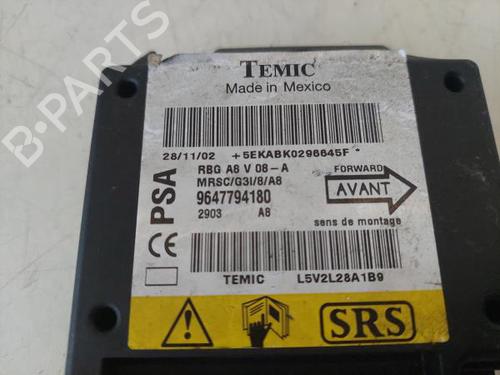 TEMIC
Made in Mexico
28/11/02 +5EKABK0296645F*
RBG A8 V 08-A
MRSC/G3I/8/A8
9647794180
2903 A8
PSA
CE
FORWARD
AVANT
sens de montage
TEMIC L5V2L28A1B9
SRS
B-PARTS